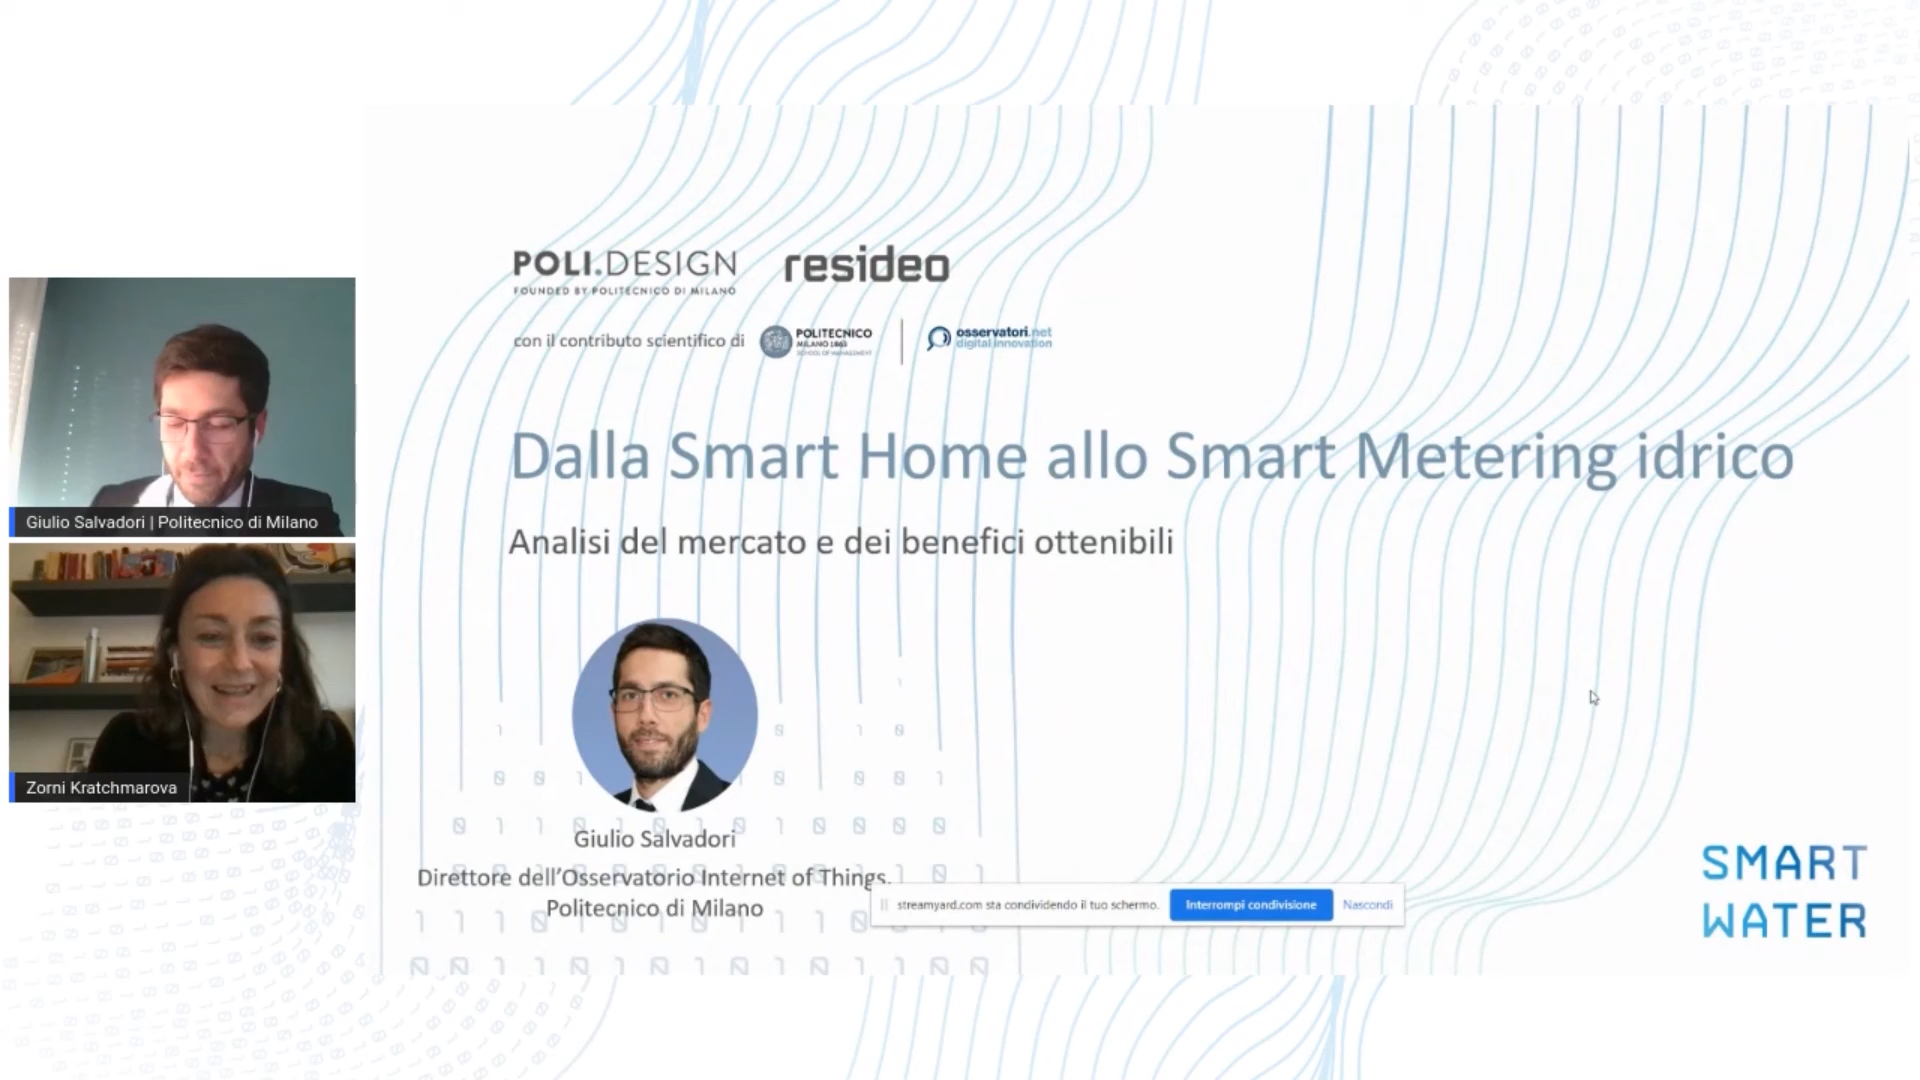 POLI.DESIGN
FOUNDED BY POLITECNICO DI MILANO
resideo
con il contributo scientifico di
POLITECNICO
MILANO 1863
SCHOOL OF MANAGEMENT
osservatori.net
digital innovation
Dalla Smart Home allo Smart Metering idrico
Analisi del mercato e dei benefici ottenibili
Giulio Salvadori | Politecnico di Milano
Zorni Kratchmarova
Giulio Salvadori
Direttore dell’Osservatorio Internet of Things,
Politecnico di Milano
streamyard.com sta condividendo il tuo schermo.
Interrompi condivisione
Nascondi
SMART
WATER